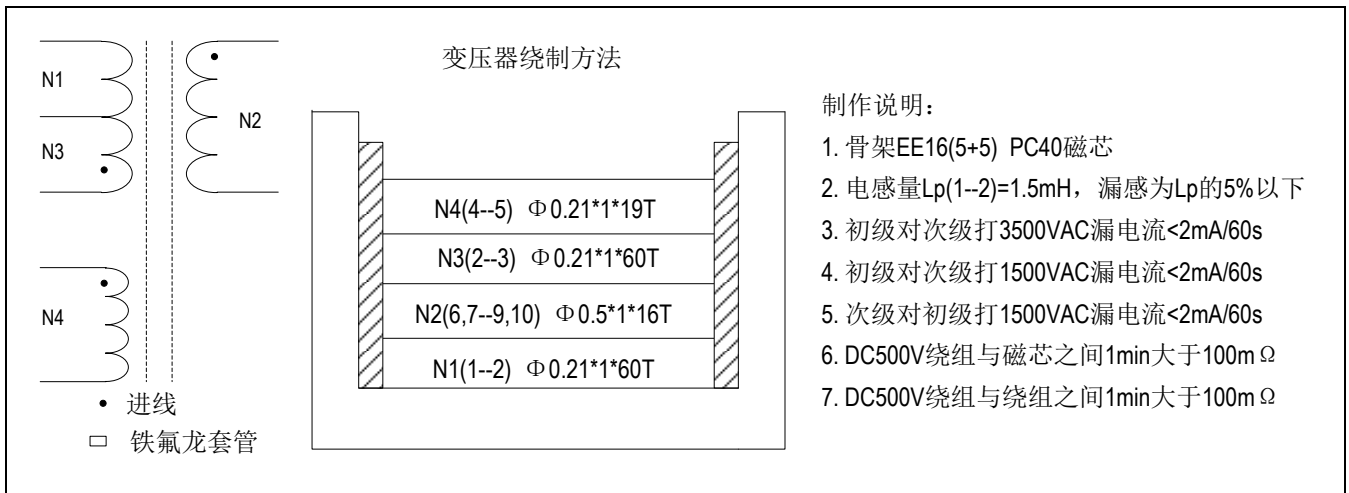 变压器绕制方法
N1
N3
N2
N4
N4(4--5) Φ0.21*1*19T
N3(2--3) Φ0.21*1*60T
N2(6,7--9,10) Φ0.5*1*16T
N1(1--2) Φ0.21*1*60T
• 进线
□ 铁氟龙套管
制作说明:
1. 骨架EE16(5+5) PC40磁芯
2. 电感量Lp(1--2)=1.5mH，漏感为Lp的5%以下
3. 初级对次级打3500VAC漏电流<2mA/60s
4. 初级对次级打1500VAC漏电流<2mA/60s
5. 次级对初级打1500VAC漏电流<2mA/60s
6. DC500V绕组与磁芯之间1min大于100mΩ
7. DC500V绕组与绕组之间1min大于100mΩ